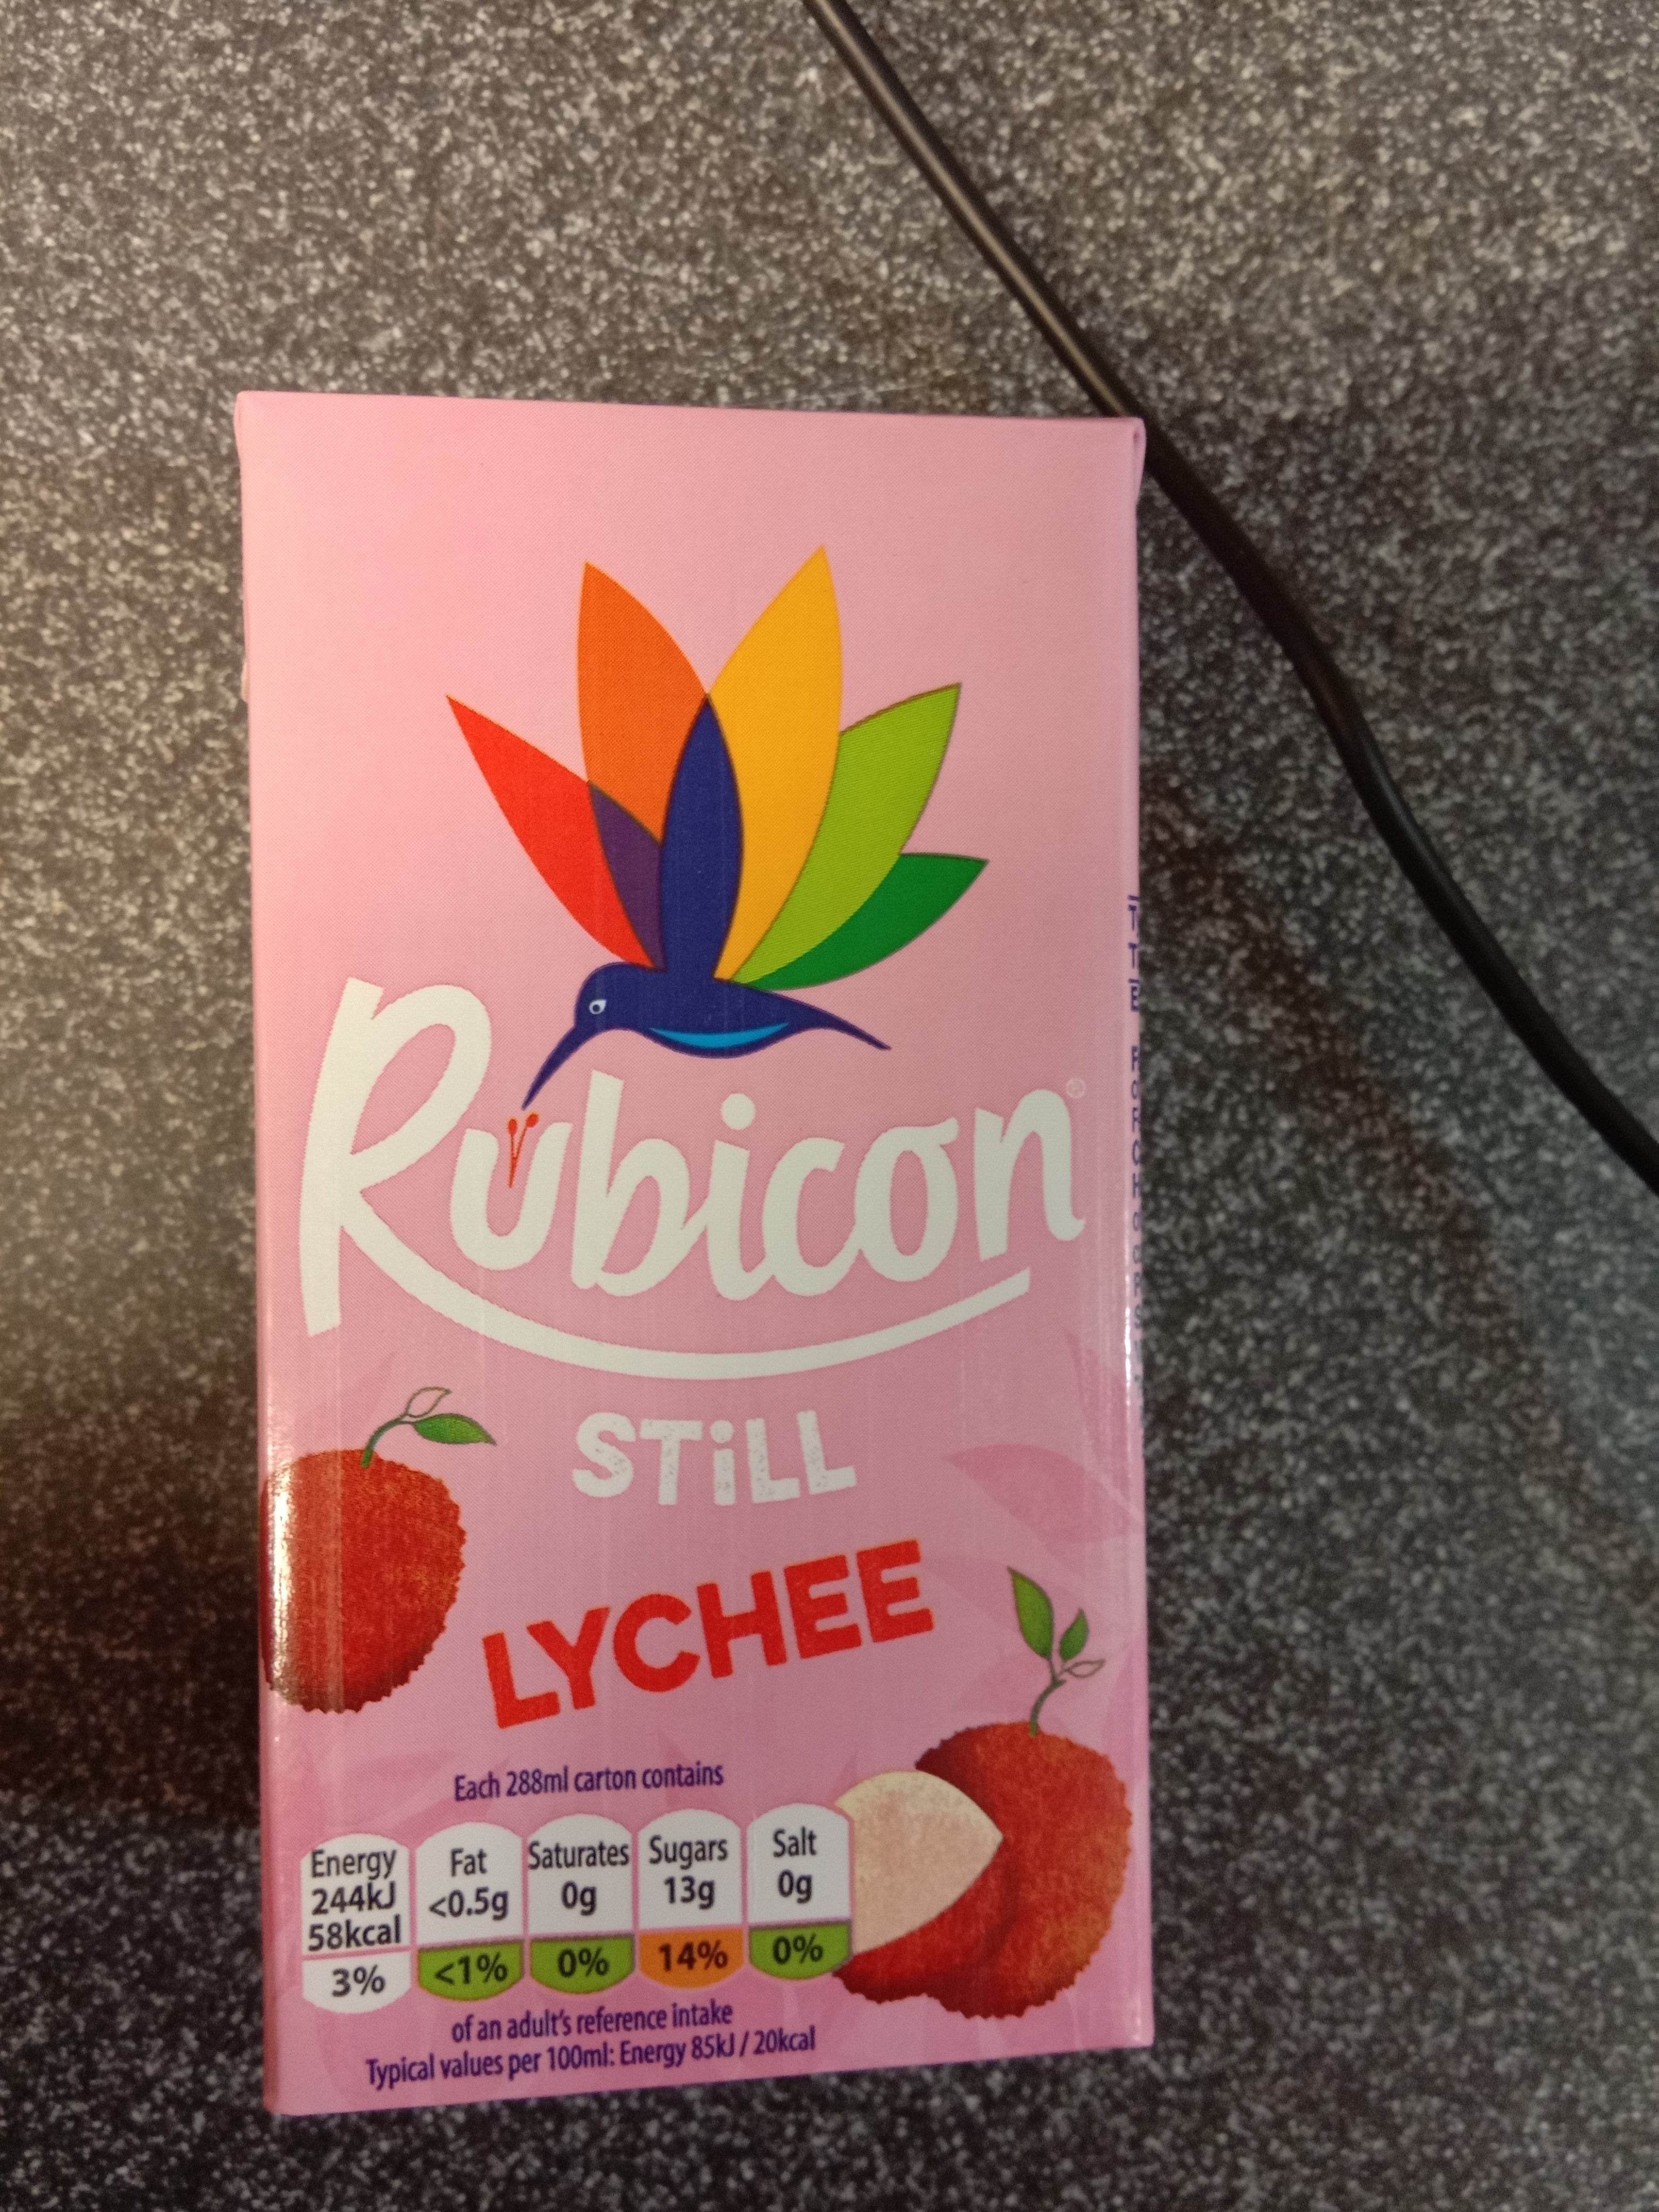 Rubicon®
STiLL
LYCHEE
Each 288ml carton contains
Energy
244kJ
58kcal
3%
Fat
<0.5g
<1%
Saturates
0g
0%
Sugars
13g
14%
Salt
0g
0%
of an adult's reference intake
Typical values per 100ml: Energy 85kJ / 20kcal